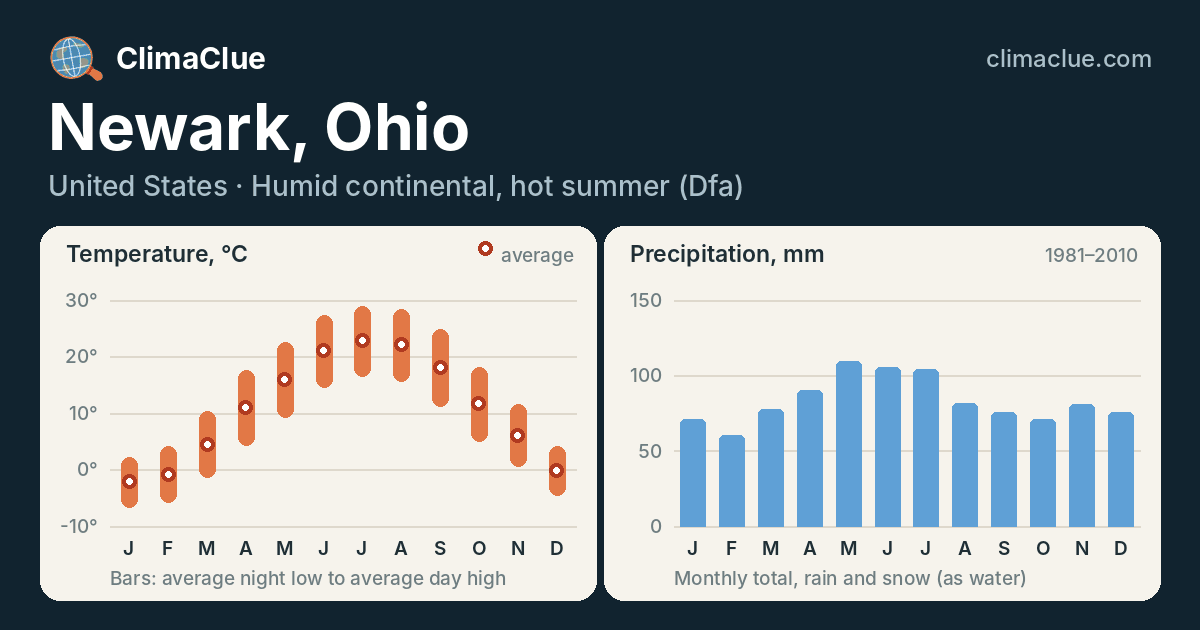 ClimaClue
climaclue.com
Newark, Ohio
United States · Humid continental, hot summer (Dfa)
Temperature, °C
average
30°
20°
10°
0°
-10°
J F M A M J J A S O N D
Bars: average night low to average day high
Precipitation, mm
1981–2010
150
100
50
0
J F M A M J J A S O N D
Monthly total, rain and snow (as water)